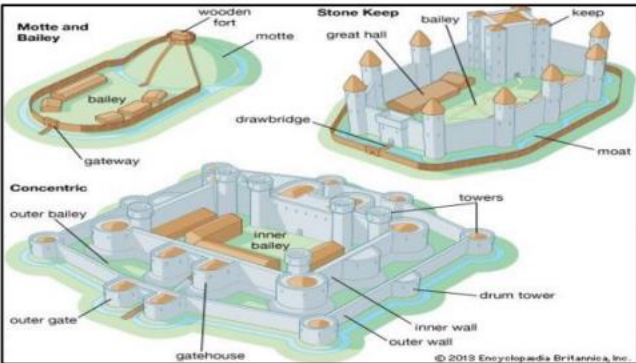 Motte and
Bailey
wooden
fort
motte
bailey
gateway
Stone Keep
bailey
keep
great hall
drawbridge
moat
Concentric
outer bailey
inner
bailey
towers
drum tower
inner wall
outer wall
outer gate
gatehouse
© 2013 Encyclopædia Britannica, Inc.